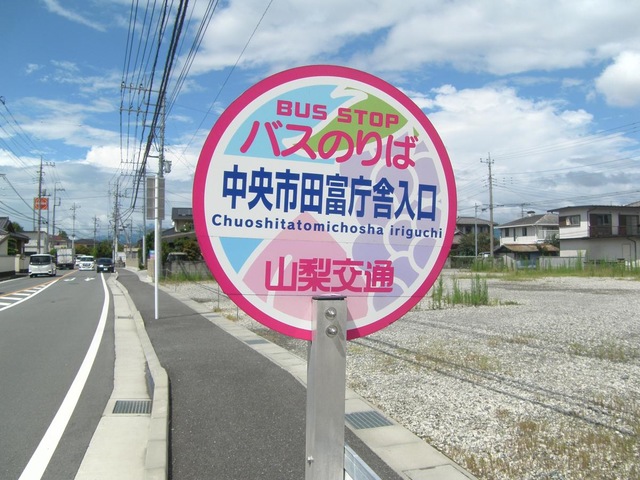 BUS STOP
バスのりば
中央市田富庁舎入口
Chuoshitatomichosha iriguchi
山梨交通